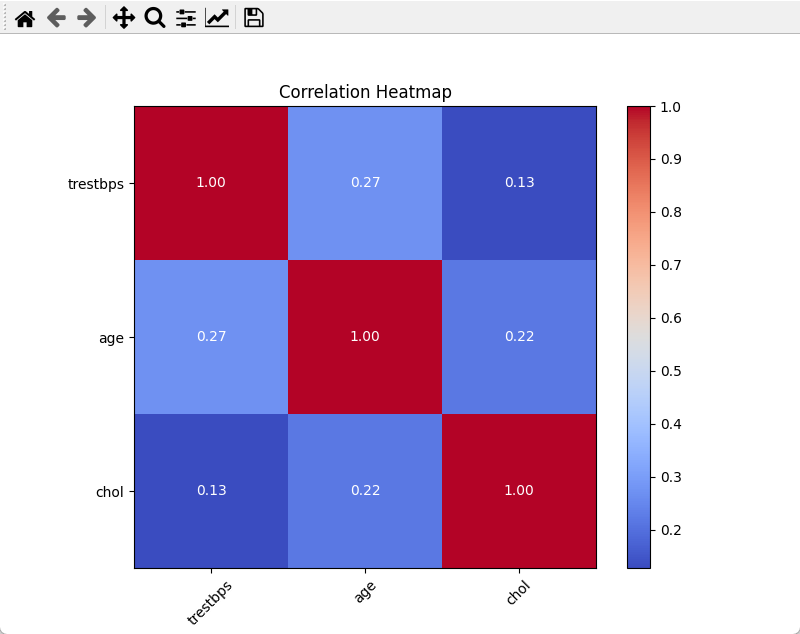 Correlation Heatmap
trestbps 1.00 0.27 0.13
age 0.27 1.00 0.22
chol 0.13 0.22 1.00
trestbps age chol
1.0
0.9
0.8
0.7
0.6
0.5
0.4
0.3
0.2